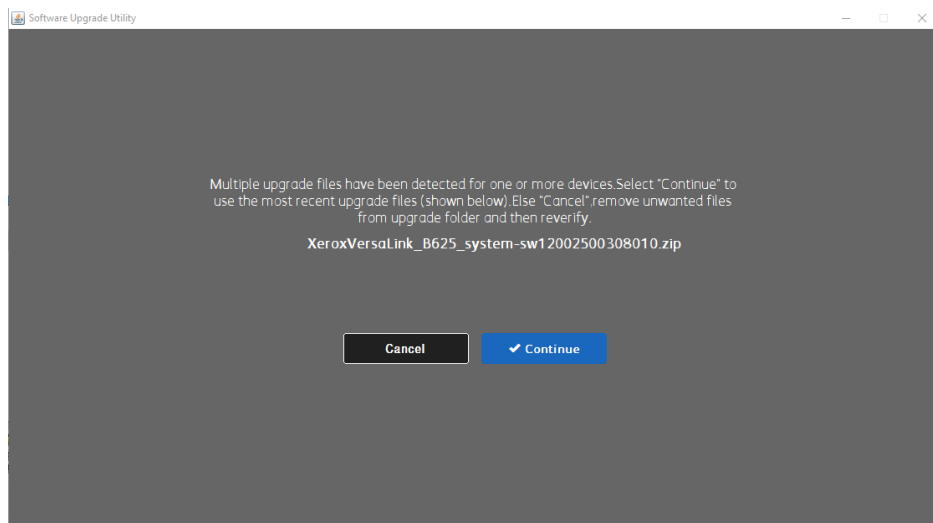 Software Upgrade Utility
Multiple upgrade files have been detected for one or more devices.Select "Continue" to
use the most recent upgrade files (shown below).Else "Cancel",remove unwanted files
from upgrade folder and then reverify.
XeroxVersaLink_B625_system-sw12002500308010.zip
Cancel
Continue